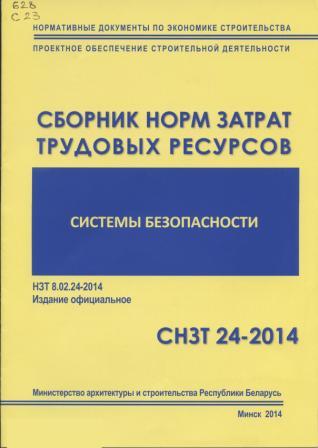 628
С 23
НОРМАТИВНЫЕ ДОКУМЕНТЫ ПО ЭКОНОМИКЕ СТРОИТЕЛЬСТВА
ПРОЕКТНОЕ ОБЕСПЕЧЕНИЕ СТРОИТЕЛЬНОЙ ДЕЯТЕЛЬНОСТИ
СБОРНИК НОРМ ЗАТРАТ
ТРУДОВЫХ РЕСУРСОВ
СИСТЕМЫ БЕЗОПАСНОСТИ
НЗТ 8.02.24-2014
Издание официальное
СНЗТ 24-2014
Министерство архитектуры и строительства Республики Беларусь
Минск 2014